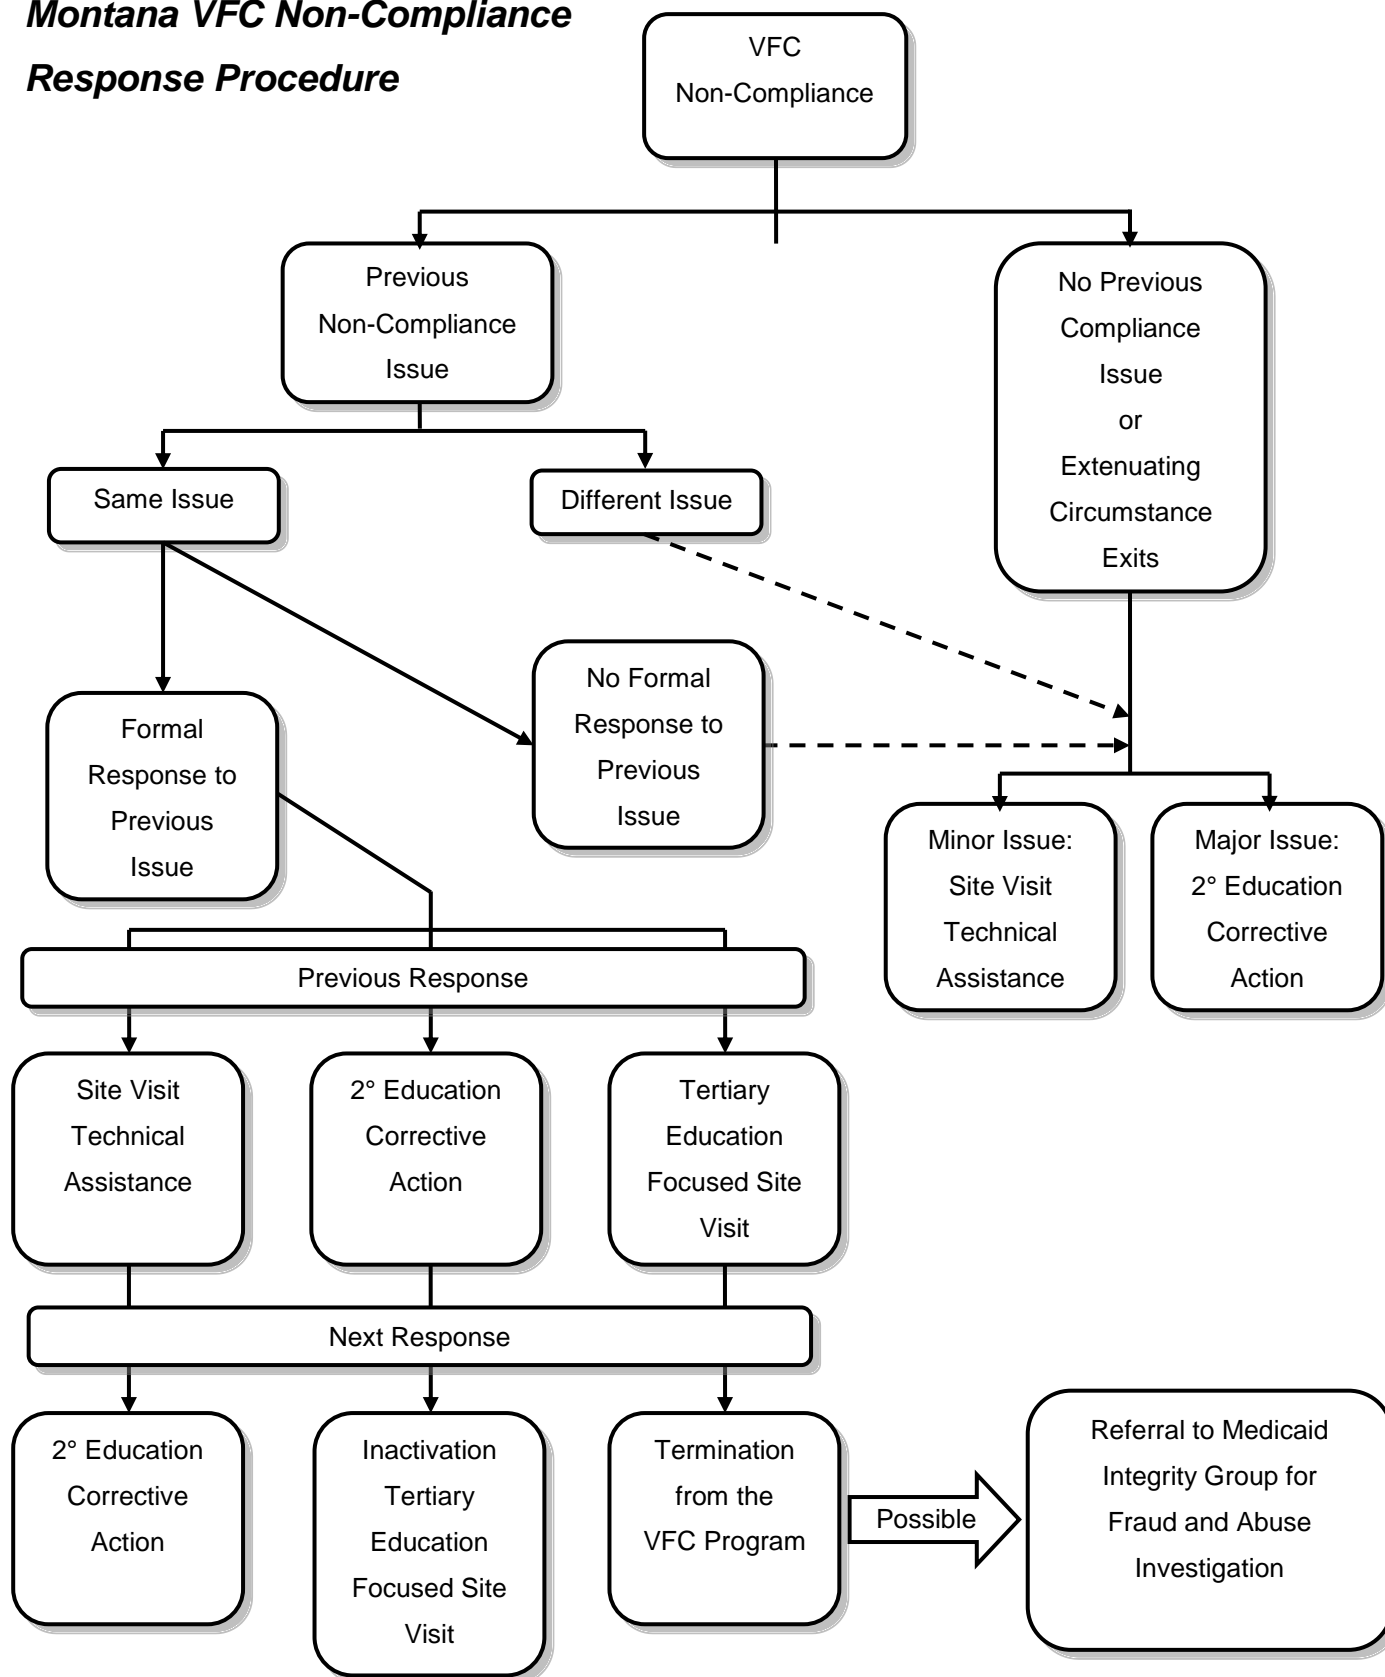 Montana VFC Non-Compliance
Response Procedure
VFC
Non-Compliance
Previous
Non-Compliance
Issue
No Previous
Compliance
Issue
or
Extenuating
Circumstance
Exits
Same Issue
Different Issue
Formal
Response to
Previous
Issue
No Formal
Response to
Previous
Issue
Minor Issue:
Site Visit
Technical
Assistance
Major Issue:
2° Education
Corrective
Action
Previous Response
Site Visit
Technical
Assistance
2° Education
Corrective
Action
Tertiary
Education
Focused Site
Visit
Next Response
2° Education
Corrective
Action
Inactivation
Tertiary
Education
Focused Site
Visit
Termination
from the
VFC Program
Possible
Referral to Medicaid
Integrity Group for
Fraud and Abuse
Investigation